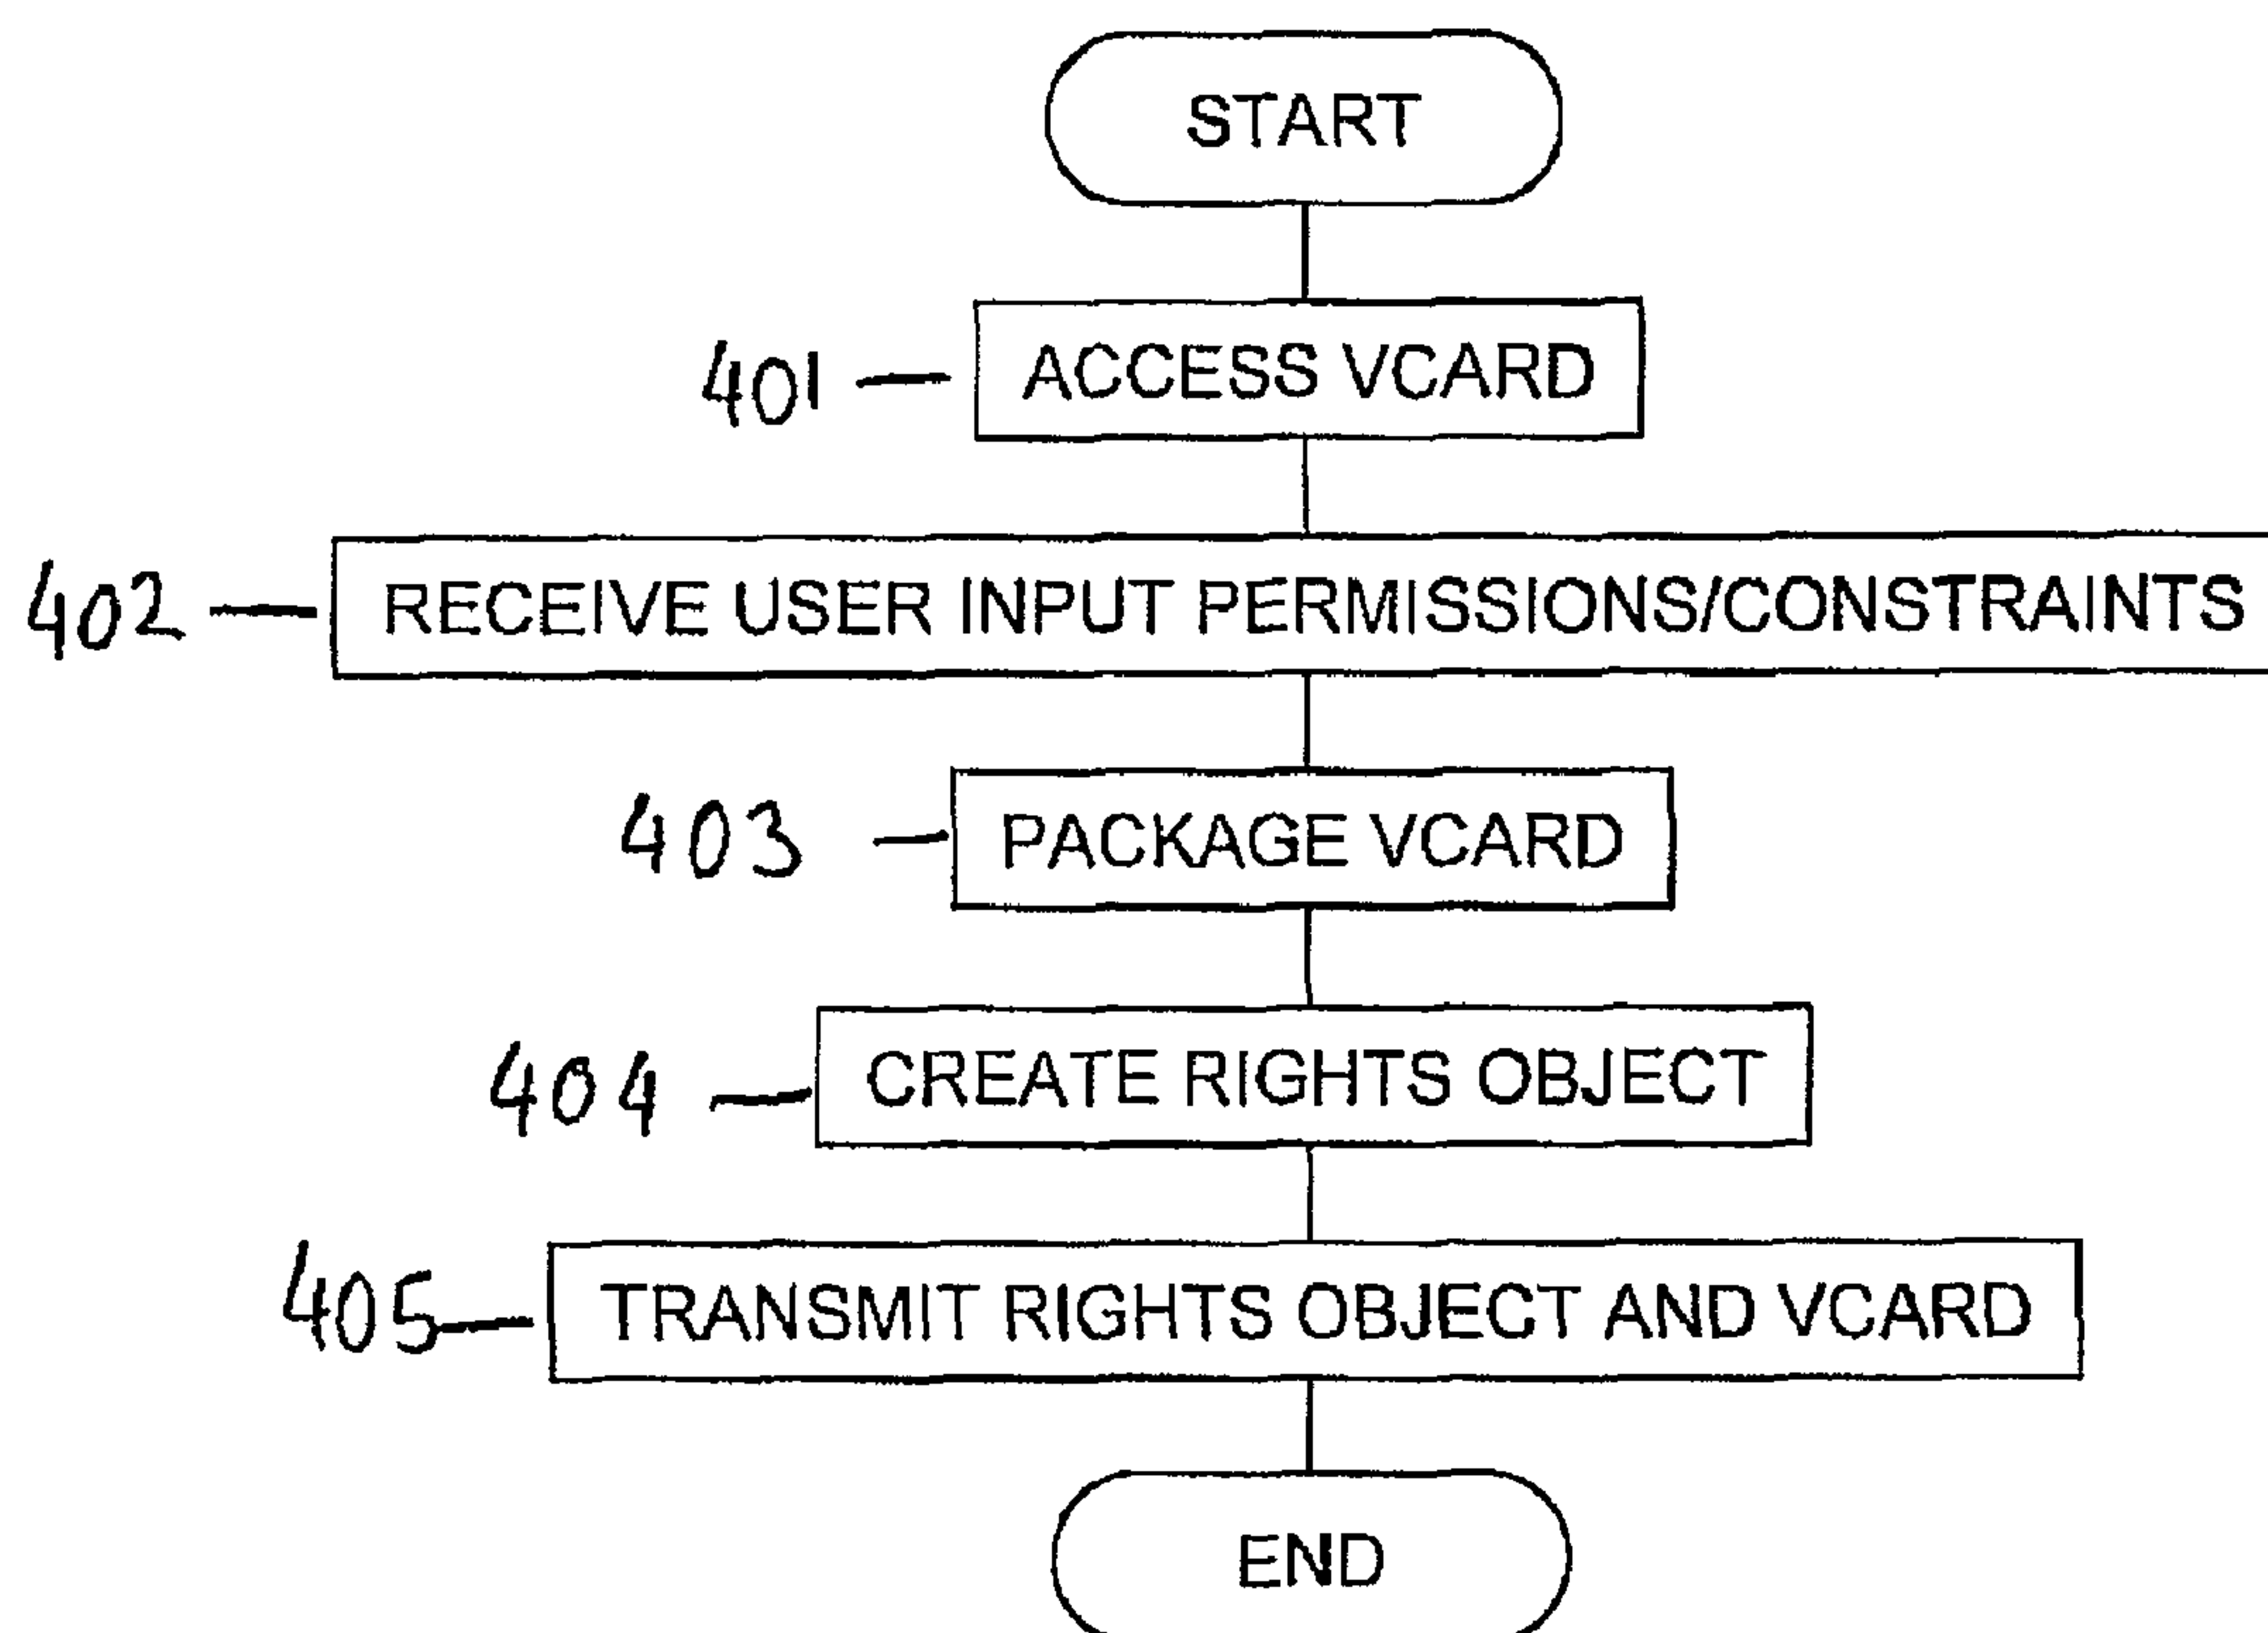 START
401 ACCESS VCARD
402 RECEIVE USER INPUT PERMISSIONS/CONSTRAINTS
403 PACKAGE VCARD
404 CREATE RIGHTS OBJECT
405 TRANSMIT RIGHTS OBJECT AND VCARD
END